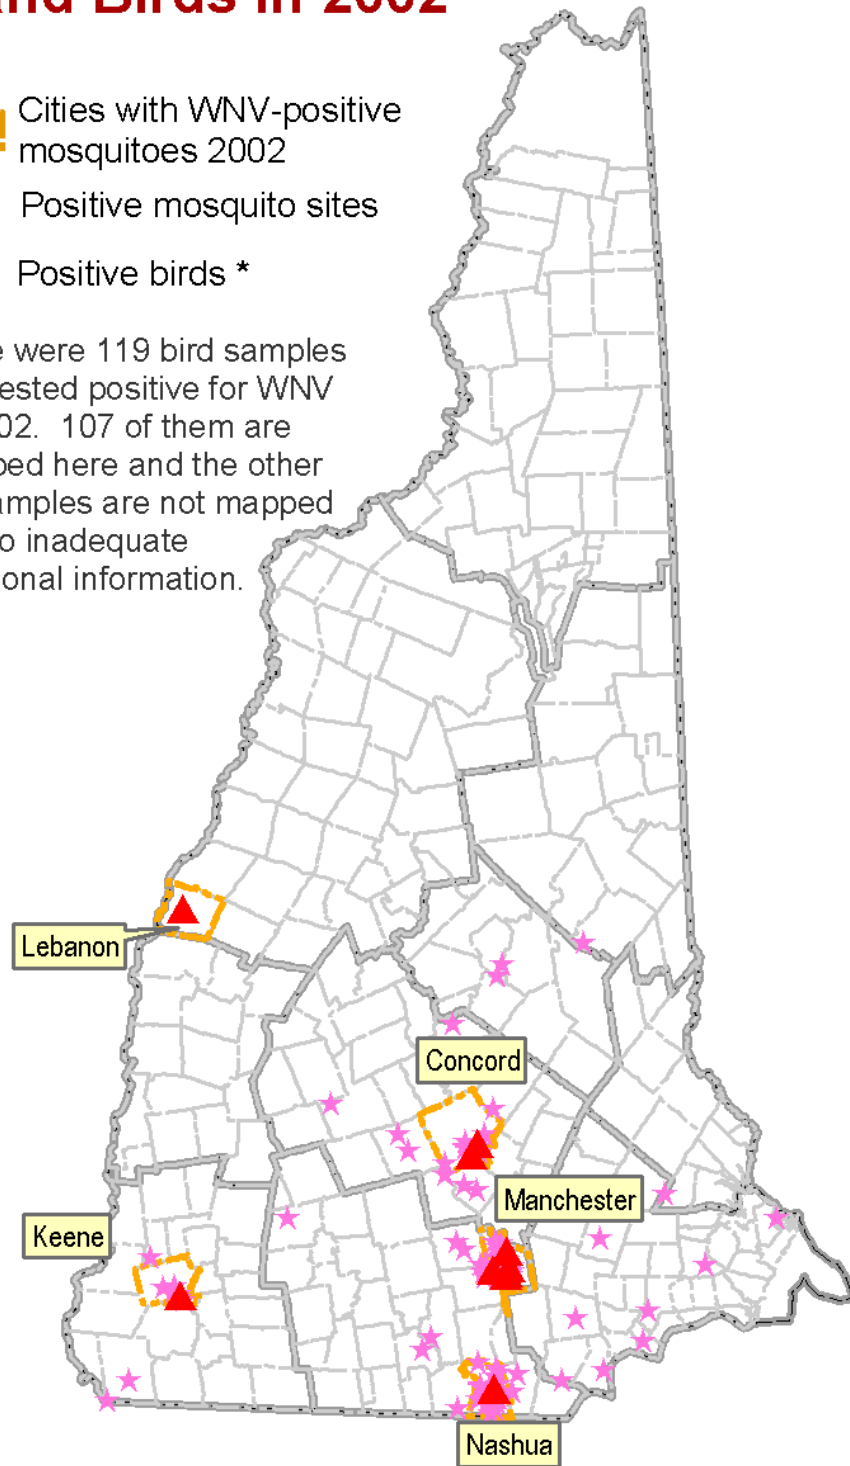 and Birds in 2002
Cities with WNV-positive
mosquitoes 2002
Positive mosquito sites
Positive birds *
were 119 bird samples
ested positive for WNV
02. 107 of them are
ped here and the other
amples are not mapped
o inadequate
onal information.
Lebanon
Concord
Manchester
Keene
Nashua